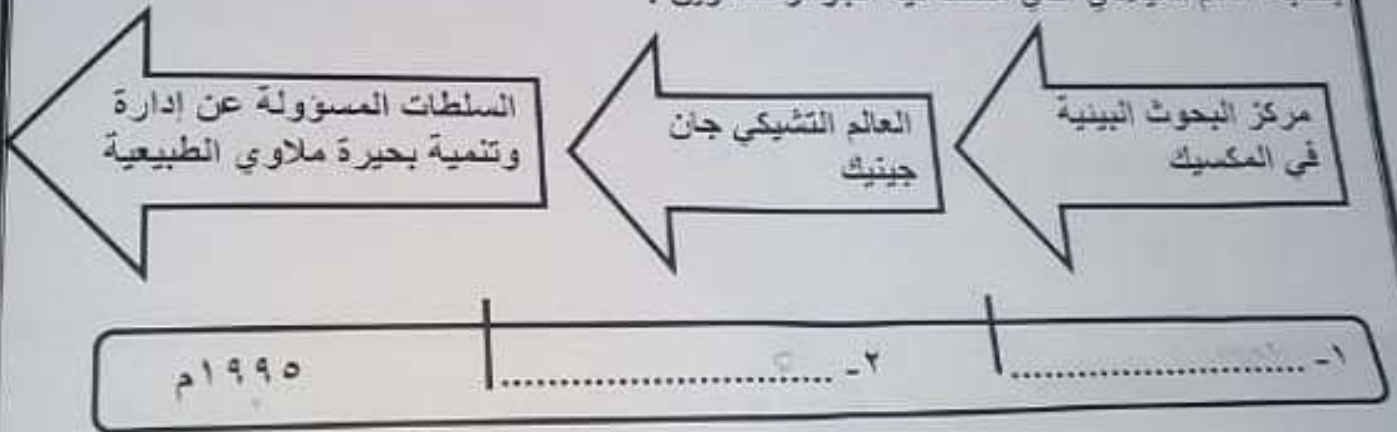 مركز البحوث البيئية
في المكسيك
العالم التشيكي جان
جينيك
السلطات المسؤولة عن إدارة
وتنمية بحيرة ملاوي الطبيعية
١- ............................
٢- ................................
١٩٩٥م